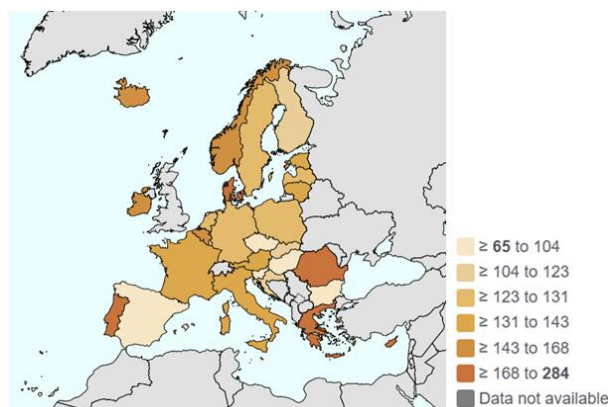 ≥ 65 to 104
≥ 104 to 123
≥ 123 to 131
≥ 131 to 143
≥ 143 to 168
≥ 168 to 284
Data not available